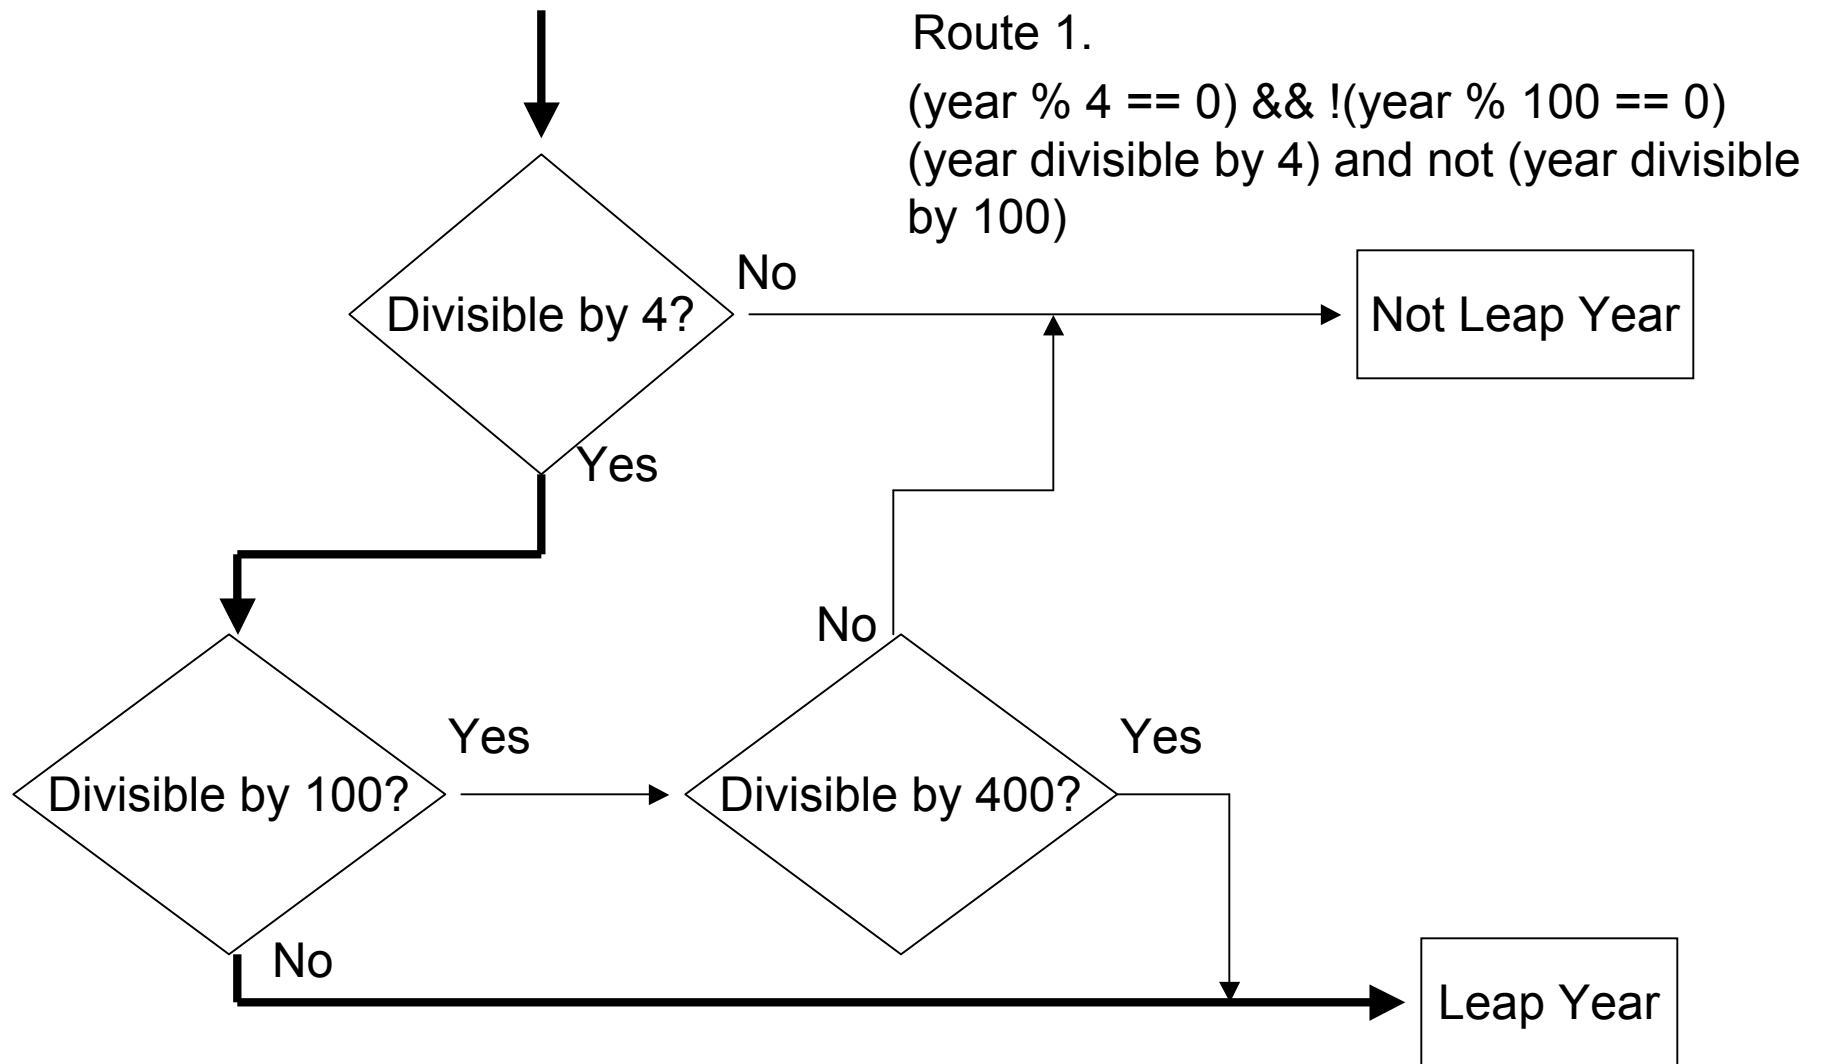 Route 1.
(year % 4 == 0) && !(year % 100 == 0)
(year divisible by 4) and not (year divisible
by 100)
No
Divisible by 4?
Not Leap Year
Yes
No
Yes
Yes
Divisible by 100?
Divisible by 400?
No
Leap Year